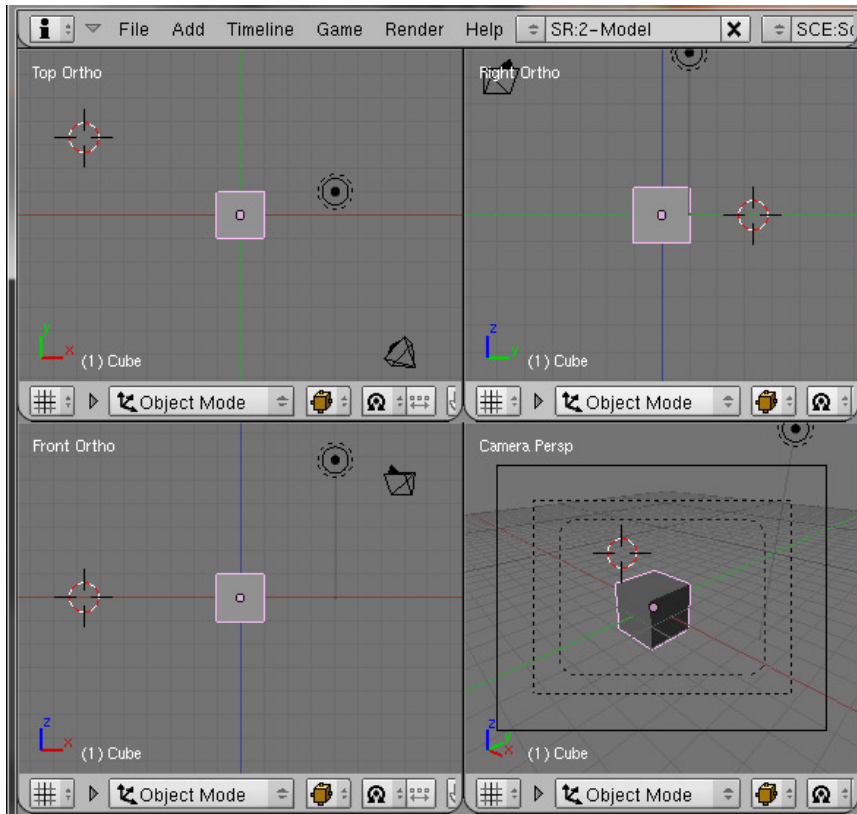 File Add Timeline Game Render Help SR:2-Model SCE:Sc
Top Ortho
Right Ortho
y
x
(1) Cube
z
y
(1) Cube
Object Mode
Object Mode
Front Ortho
Camera Persp
z
x
(1) Cube
z
y
x
(1) Cube
Object Mode
Object Mode